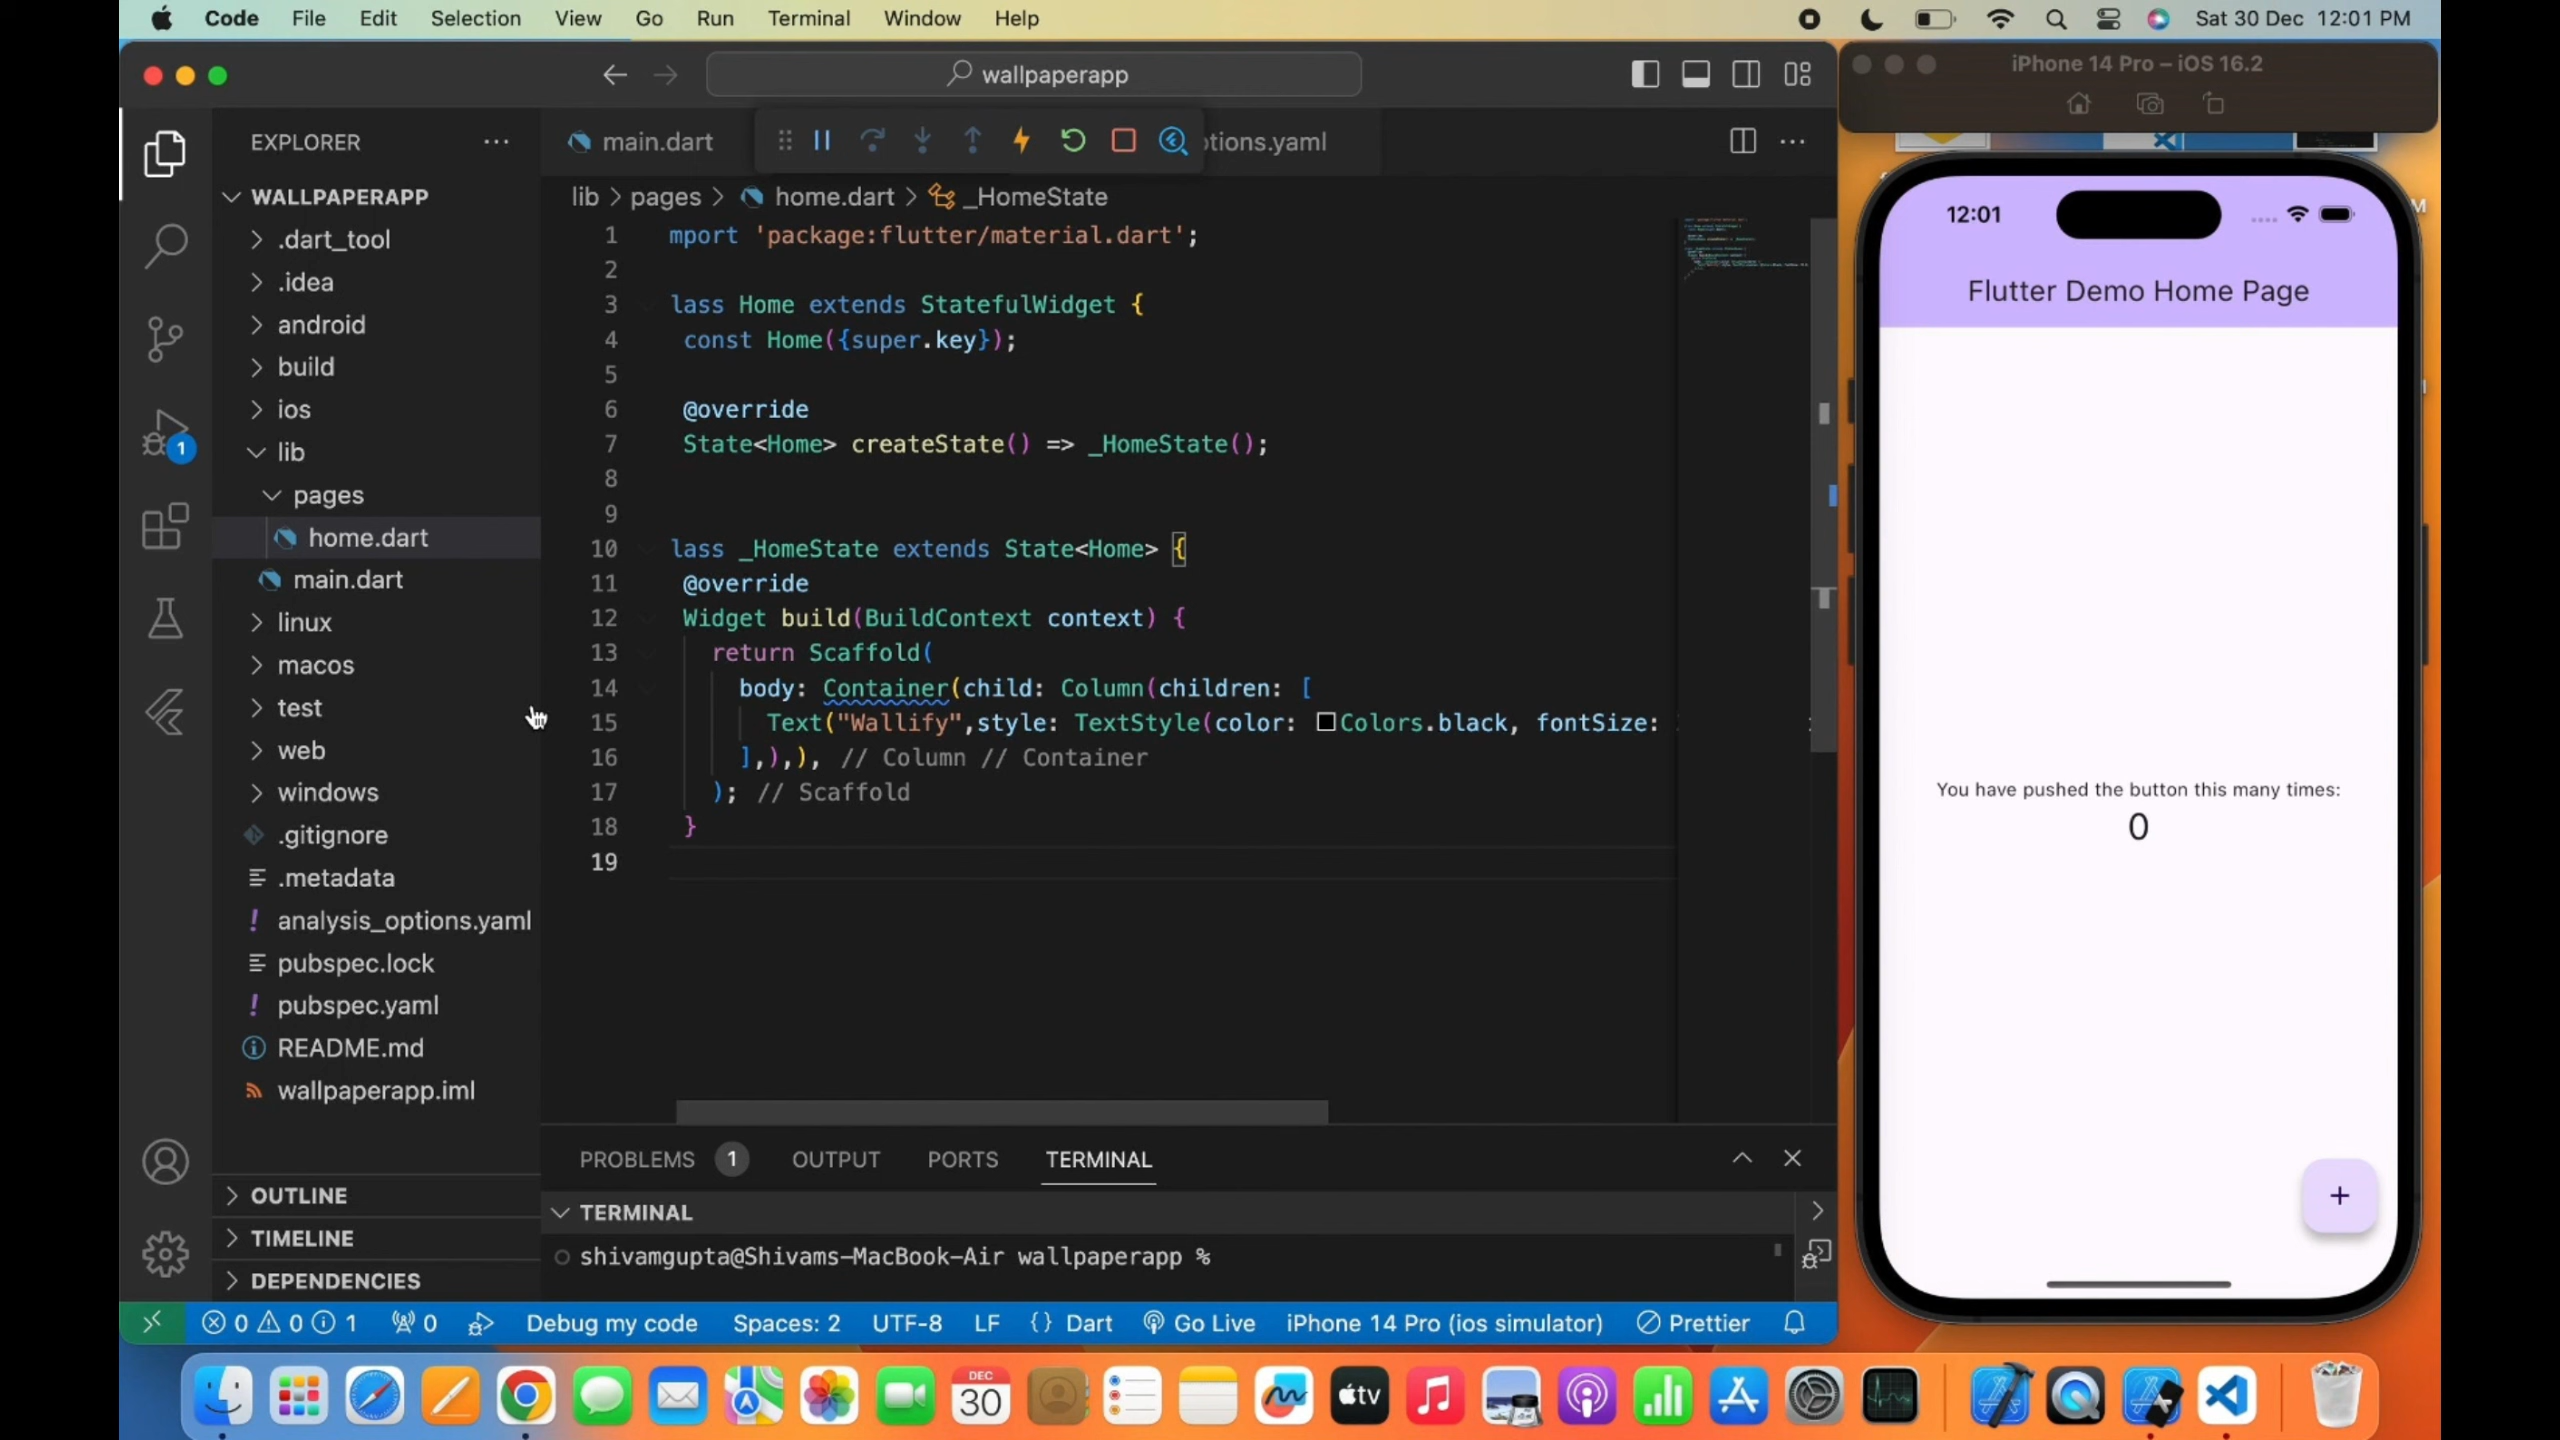 Code File Edit Selection View Go Run Terminal Window Help Sat 30 Dec 12:01 PM
wallpaperapp
iPhone 14 Pro – iOS 16.2
EXPLORER
WALLPAPERAPP
.dart_tool
.idea
android
build
ios
lib
pages
home.dart
main.dart
linux
macos
test
web
windows
.gitignore
.metadata
analysis_options.yaml
pubspec.lock
pubspec.yaml
README.md
wallpaperapp.iml
OUTLINE
TIMELINE
DEPENDENCIES
1
main.dart tions.yaml
lib > pages > home.dart > _HomeState
1 mport 'package:flutter/material.dart';
2
3 lass Home extends StatefulWidget {
4 const Home({super.key});
5
6 @override
7 State<Home> createState() => _HomeState();
8
9
10 lass _HomeState extends State<Home> {
11 @override
12 Widget build(BuildContext context) {
13 return Scaffold(
14 body: Container(child: Column(children: [
15 Text("Wallify",style: TextStyle(color: Colors.black, fontSize:
16 ],),), // Column // Container
17 ); // Scaffold
18 }
19
PROBLEMS 1 OUTPUT PORTS TERMINAL
TERMINAL
shivamgupta@Shivams-MacBook-Air wallpaperapp %
0 0 1 0 Debug my code Spaces: 2 UTF-8 LF {} Dart Go Live iPhone 14 Pro (ios simulator) Prettier
12:01
Flutter Demo Home Page
You have pushed the button this many times:
0
+
DEC
30
tv